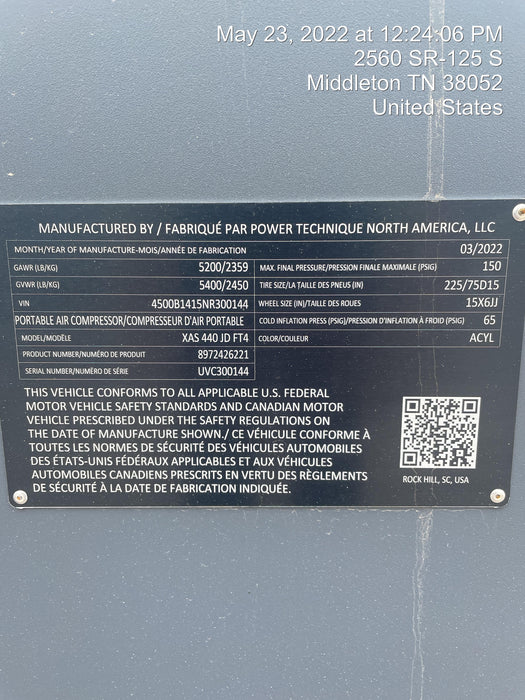 May 23, 2022 at 12:24:06 PM
2560 SR-125 S
Middleton TN 38052
United States
MANUFACTURED BY / FABRIQUÉ PAR POWER TECHNIQUE NORTH AMERICA, LLC
MONTH/YEAR OF MANUFACTURE-MOIS/ANNÉE DE FABRICATION 03/2022
GAWR (LB/KG) 5200/2359 MAX. FINAL PRESSURE/PRESSION FINALE MAXIMALE (PSIG) 150
GVWR (LB/KG) 5400/2450 TIRE SIZE/LA TAILLE DES PNEUS (IN) 225/75D15
VIN 4500B1415NR300144 WHEEL SIZE (IN)/TAILLE DES ROUES 15X6JJ
PORTABLE AIR COMPRESSOR/COMPRESSEUR D'AIR PORTABLE COLD INFLATION PRESS (PSIG)/PRESSION D'INFLATION À FROID (PSIG) 65
MODEL/MODÈLE XAS 440 JD FT4 COLOR/COULEUR ACYL
PRODUCT NUMBER/NUMÉRO DE PRODUIT 8972426221
SERIAL NUMBER/NUMÉRO DE SÉRIE UVC300144
THIS VEHICLE CONFORMS TO ALL APPLICABLE U.S. FEDERAL
MOTOR VEHICLE SAFETY STANDARDS AND CANADIAN MOTOR
VEHICLE PRESCRIBED UNDER THE SAFETY REGULATIONS ON
THE DATE OF MANUFACTURE SHOWN./ CE VÉHICULE CONFORME À
TOUTES LES NORMES DE SÉCURITÉ DES VÉHICULES AUTOMOBILES
DES ÉTATS-UNIS FÉDÉRAUX APPLICABLES ET AUX VÉHICULES
AUTOMOBILES CANADIENS PRESCRITS EN VERTU DES RÈGLEMENTS
DE SÉCURITÉ À LA DATE DE FABRICATION INDIQUÉE.
ROCK HILL, SC, USA